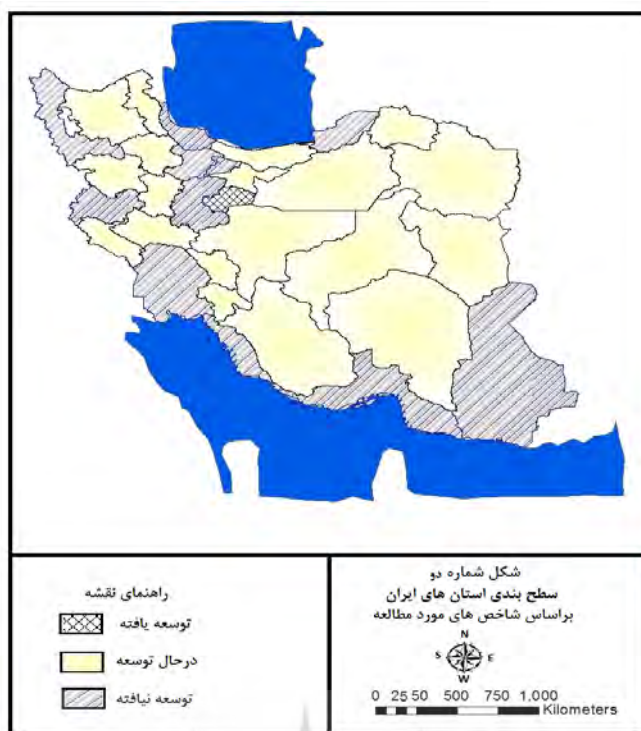 راهنمای نقشه
توسعه یافته
درحال توسعه
توسعه نیافته
شکل شماره دو
سطح بندی استان های ایران
براساس شاخص های مورد مطالعه
N
S E
W
0 25 50 500 750 1,000
Kilometers